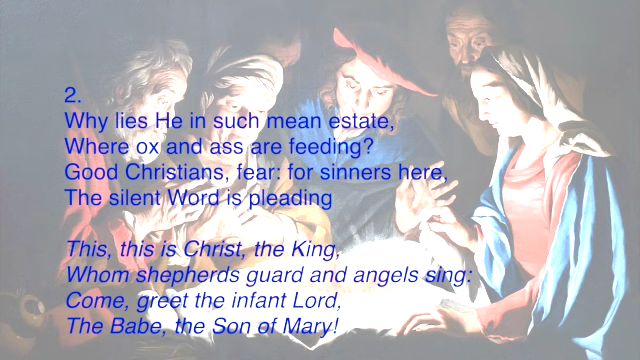 2.
Why lies He in such mean estate,
Where ox and ass are feeding?
Good Christians, fear: for sinners here,
The silent Word is pleading
This, this is Christ, the King,
Whom shepherds guard and angels sing:
Come, greet the infant Lord,
The Babe, the Son of Mary!